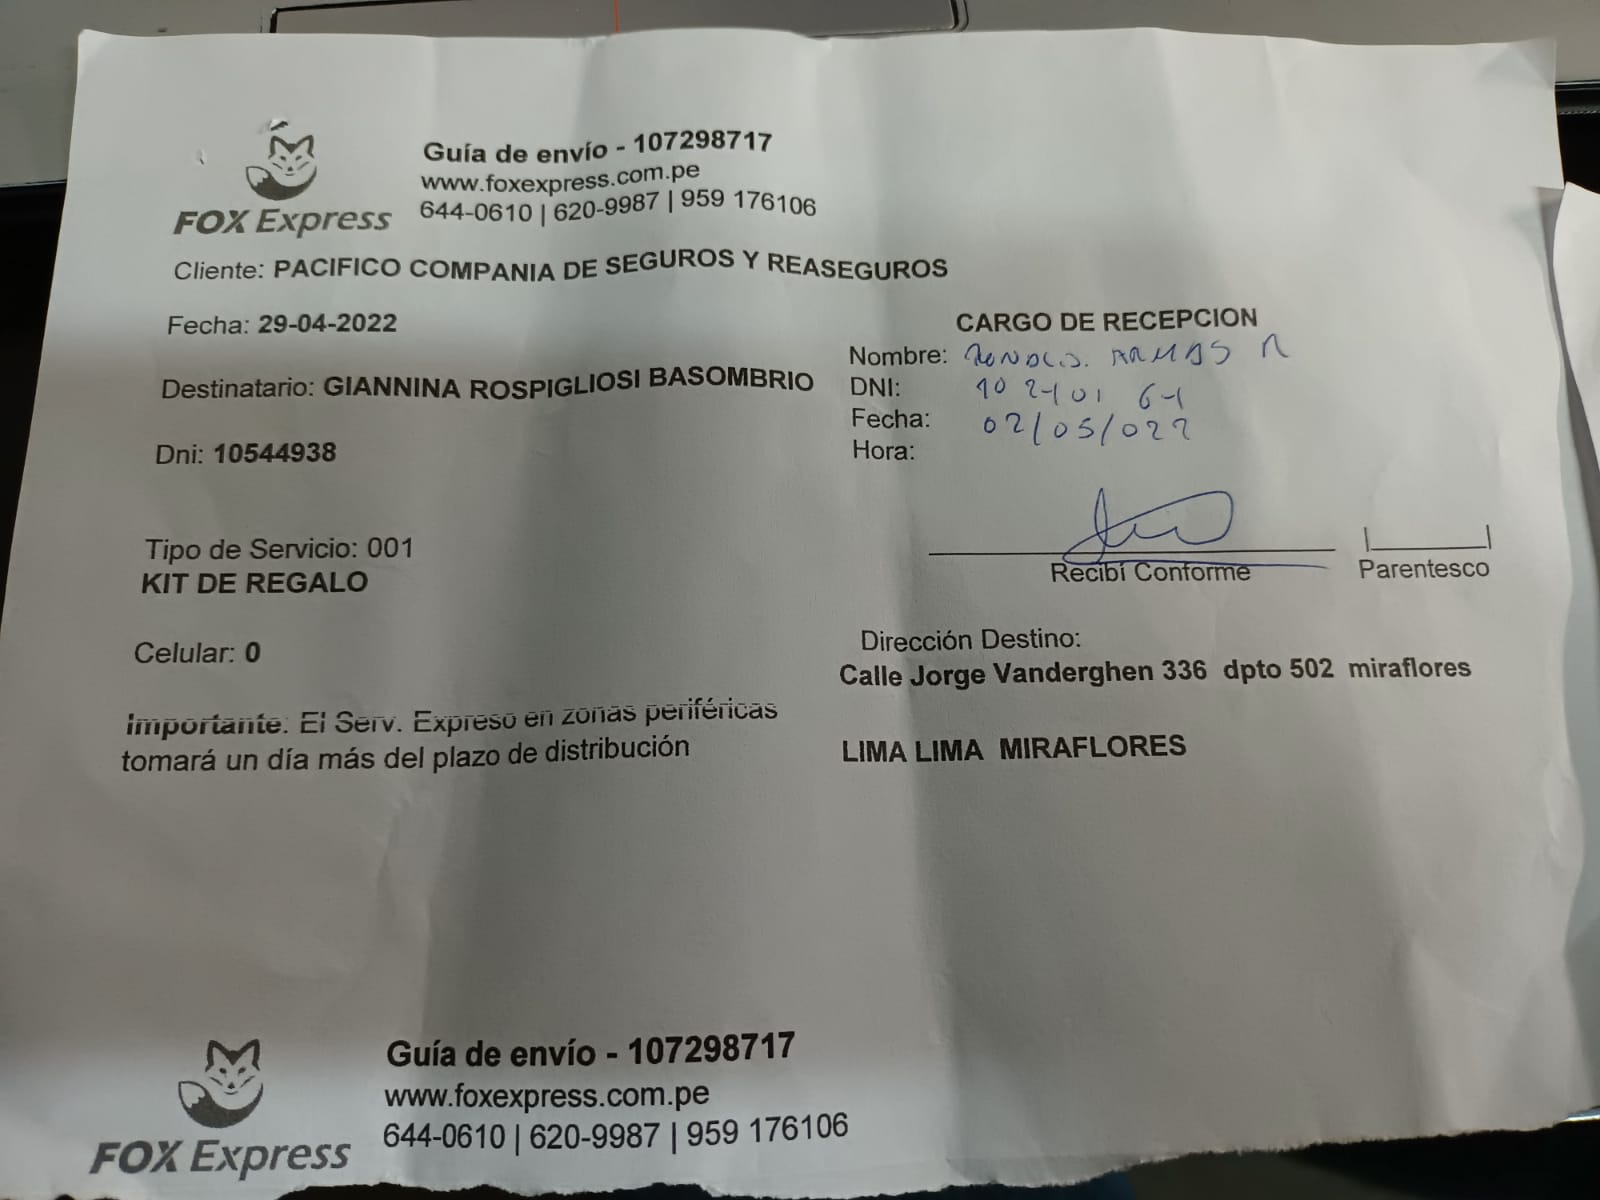 Guía de envío - 107298717
www.foxexpress.com.pe
644-0610 | 620-9987 | 959 176106
FOX Express
Cliente: PACIFICO COMPANIA DE SEGUROS Y REASEGUROS
Fecha: 29-04-2022
Destinatario: GIANNINA ROSPIGLIOSI BASOMBRIO
Dni: 10544938
CARGO DE RECEPCION
Nombre: ARMAS R
DNI:
Fecha: 02/05/022
Hora:
Recibí Conforme
Parentesco
Tipo de Servicio: 001
KIT DE REGALO
Celular: 0
Dirección Destino:
Calle Jorge Vanderghen 336 dpto 502 miraflores
LIMA LIMA MIRAFLORES
Importante: El Serv. Expreso en zonas periféricas
tomará un día más del plazo de distribución
Guía de envío - 107298717
www.foxexpress.com.pe
644-0610 | 620-9987 | 959 176106
FOX Express